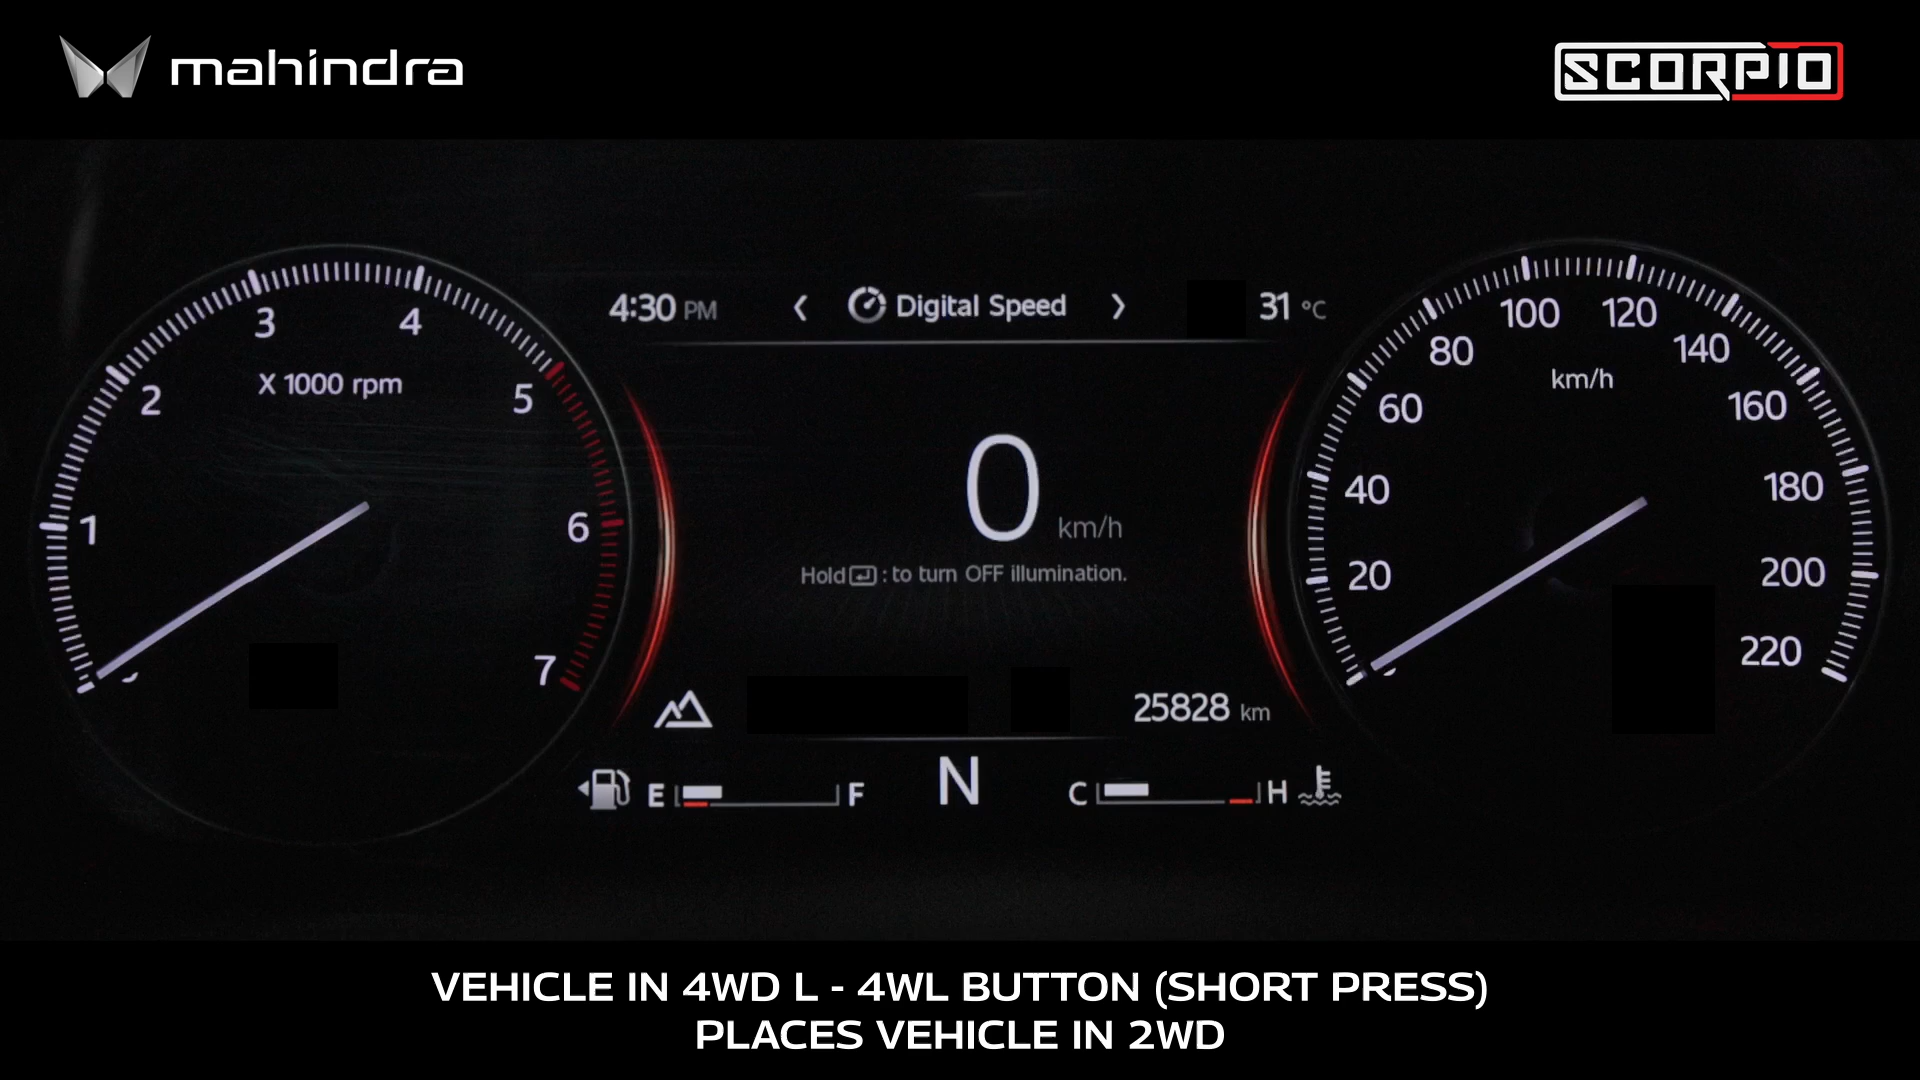 mahindra
SCORPIO
4:30 PM
Digital Speed
31 °C
1
2
3
4
5
6
7
X 1000 rpm
0 km/h
Hold : to turn OFF illumination.
20
40
60
80
100
120
140
160
180
200
220
km/h
25828 km
E F
N
C H
VEHICLE IN 4WD L - 4WL BUTTON (SHORT PRESS)
PLACES VEHICLE IN 2WD